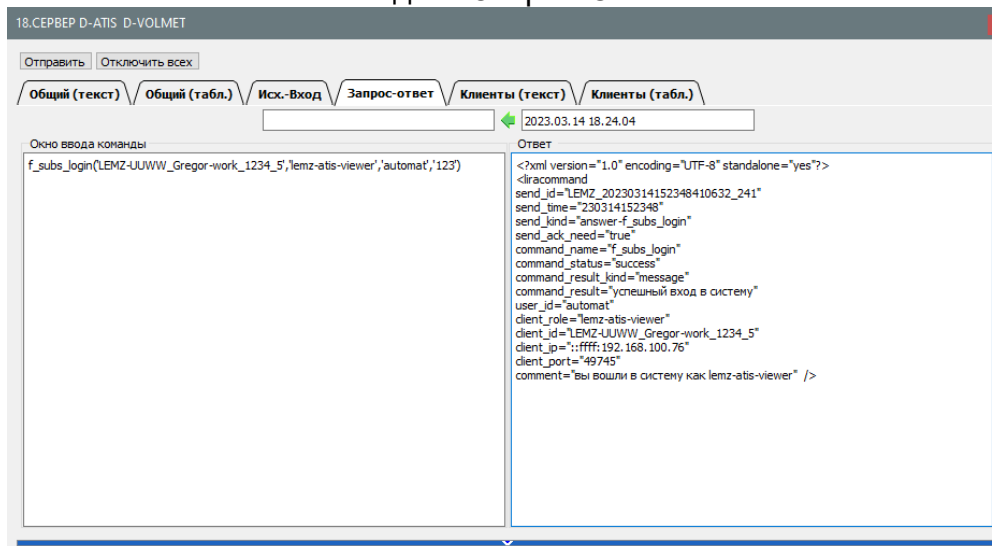 18.СЕРВЕР D-ATIS D-VOLMET
Отправить Отключить всех
Общий (текст) Общий (табл.) Исх.-Вход Запрос-ответ Клиенты (текст) Клиенты (табл.)
2023.03.14 18.24.04
Окно ввода команды
f_subs_login('LEMZ-UUWW_Gregor-work_1234_5','lemz-atis-viewer','automat','123')
Ответ
<?xml version="1.0" encoding="UTF-8" standalone="yes"?>
<liracommand
send_id="LEMZ_20230314152348410632_241"
send_time="230314152348"
send_kind="answer-f_subs_login"
send_ack_need="true"
command_name="f_subs_login"
command_status="success"
command_result_kind="message"
command_result="успешный вход в систему"
user_id="automat"
client_role="lemz-atis-viewer"
client_id="LEMZ-UUWW_Gregor-work_1234_5"
client_ip="::ffff:192.168.100.76"
client_port="49745"
comment="вы вошли в систему как lemz-atis-viewer" />